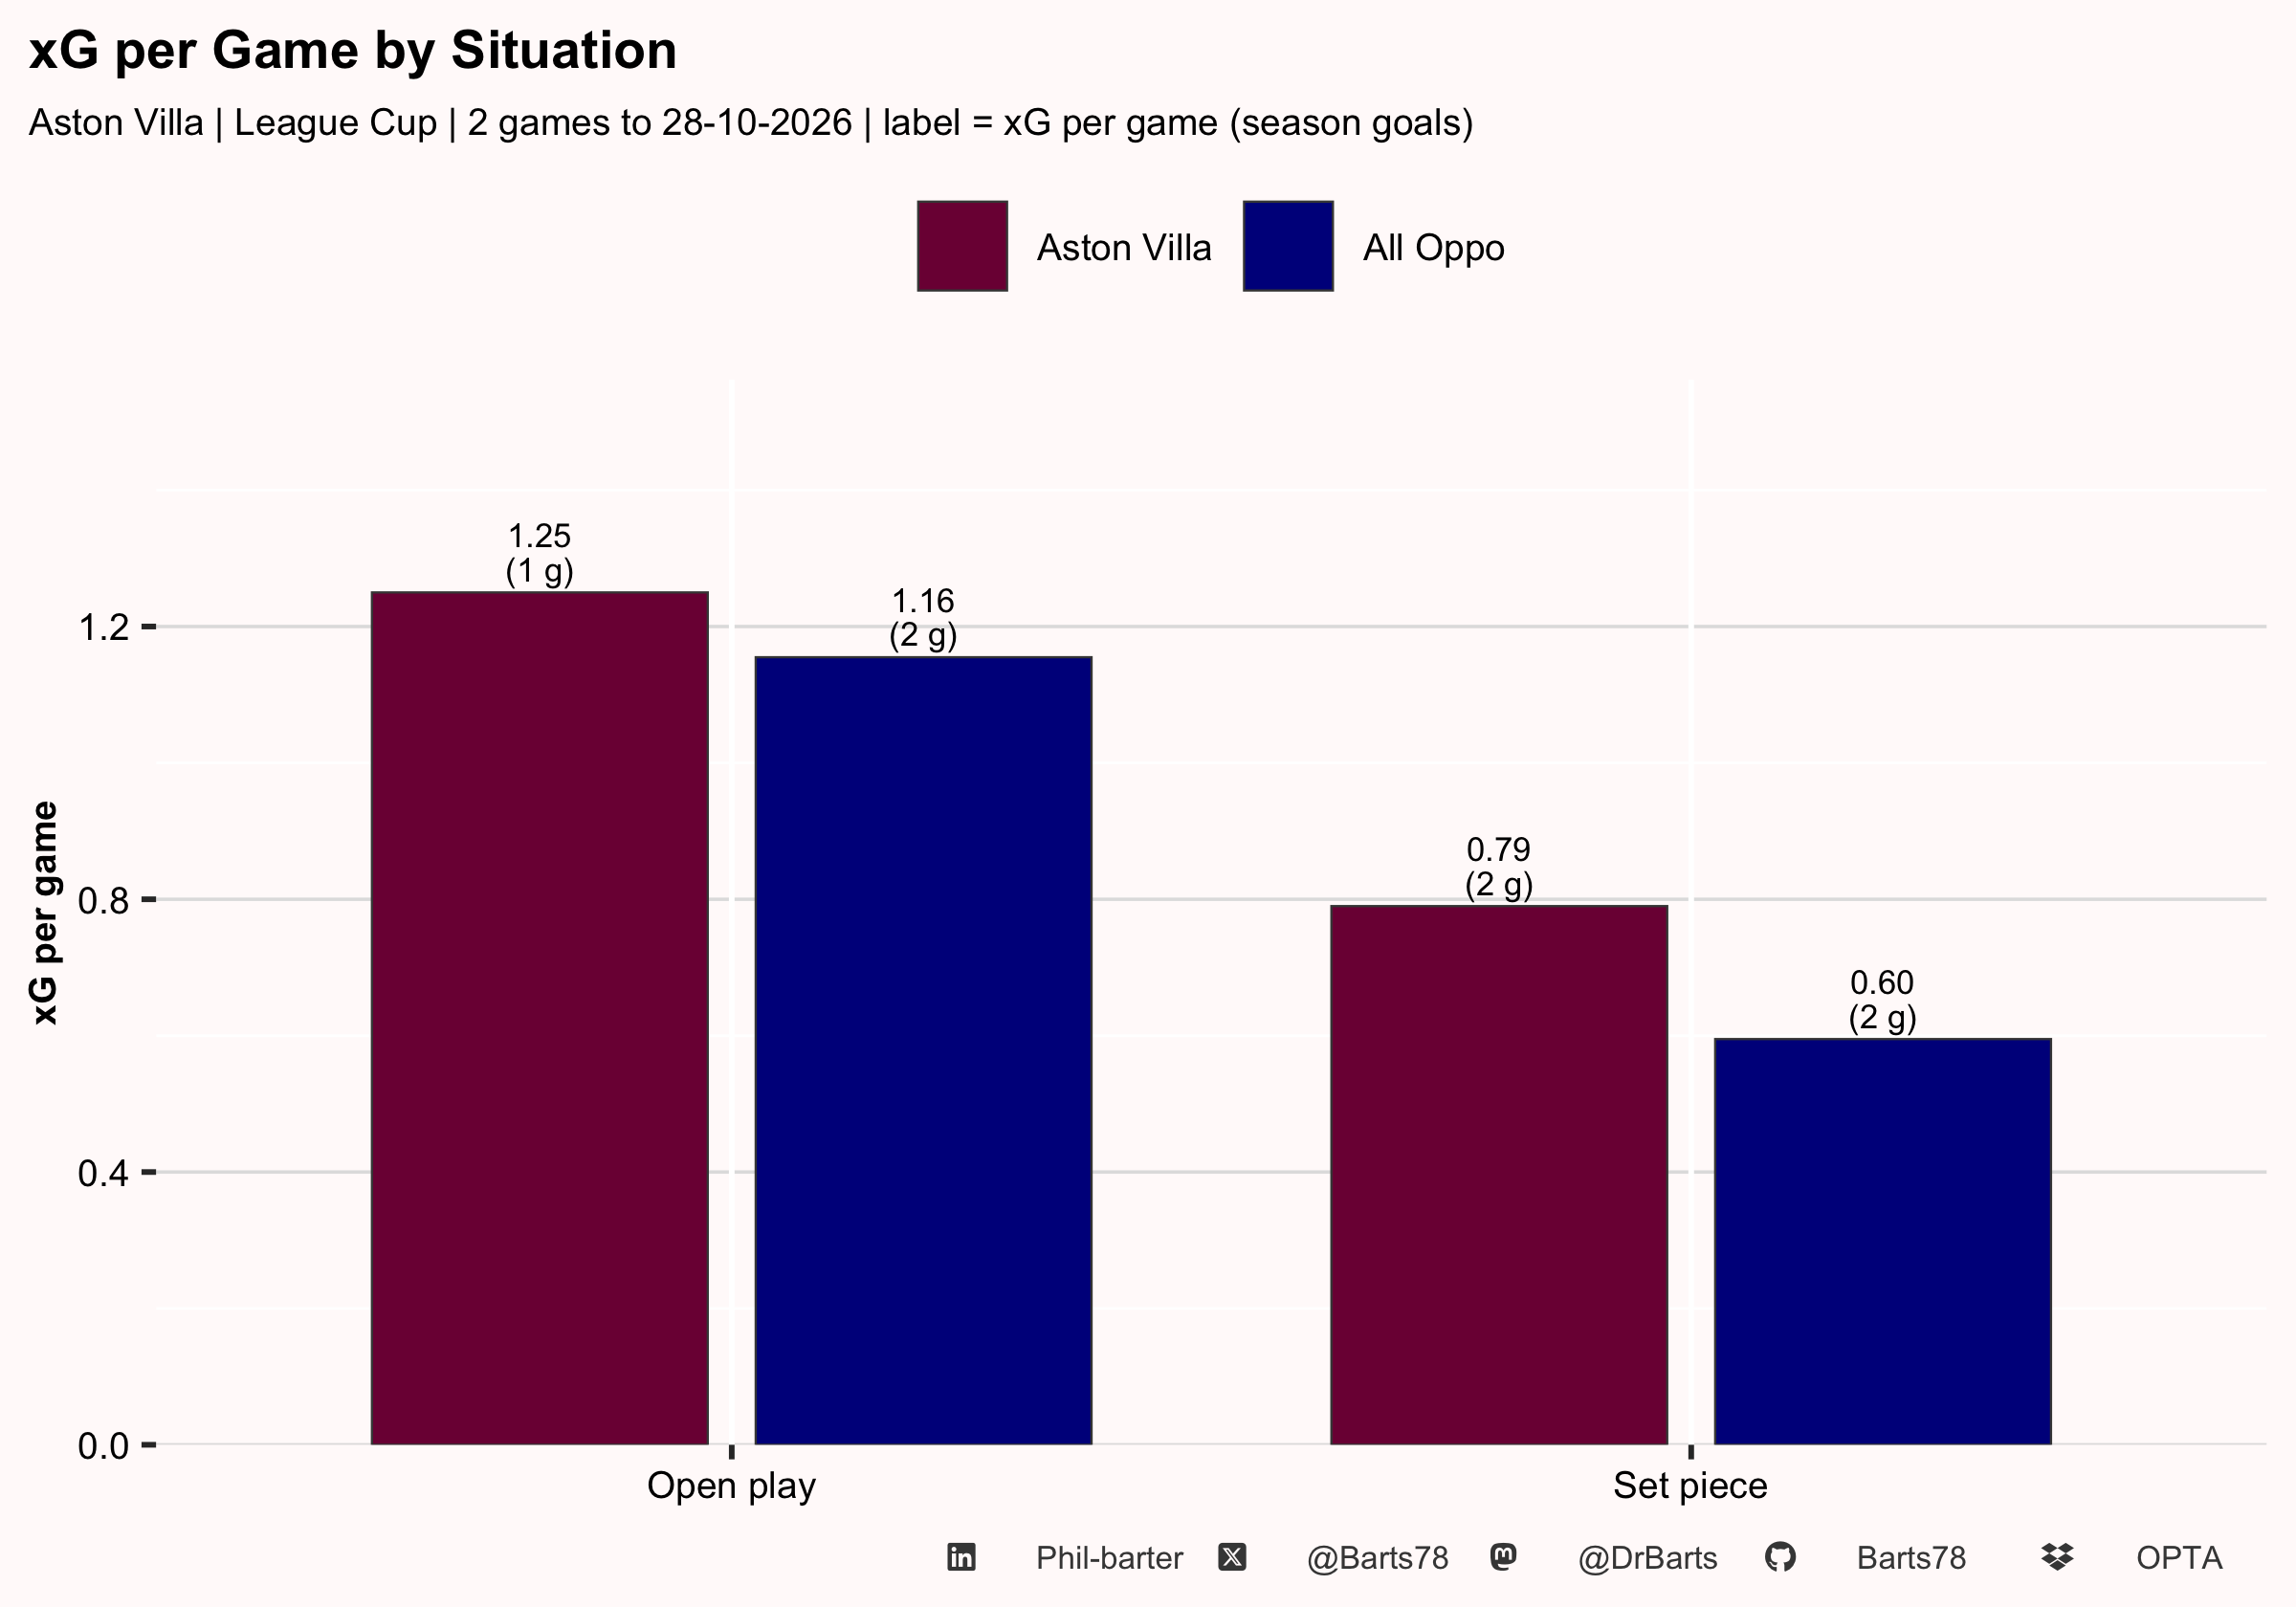 xG per Game by Situation
Aston Villa | League Cup | 2 games to 28-10-2026 | label = xG per game (season goals)
Aston Villa
All Oppo
1.25
(1 g)
1.16
(2 g)
0.79
(2 g)
0.60
(2 g)
xG per game
1.2
0.8
0.4
0.0
Open play
Set piece
Phil-barter @Barts78 @DrBarts Barts78 OPTA